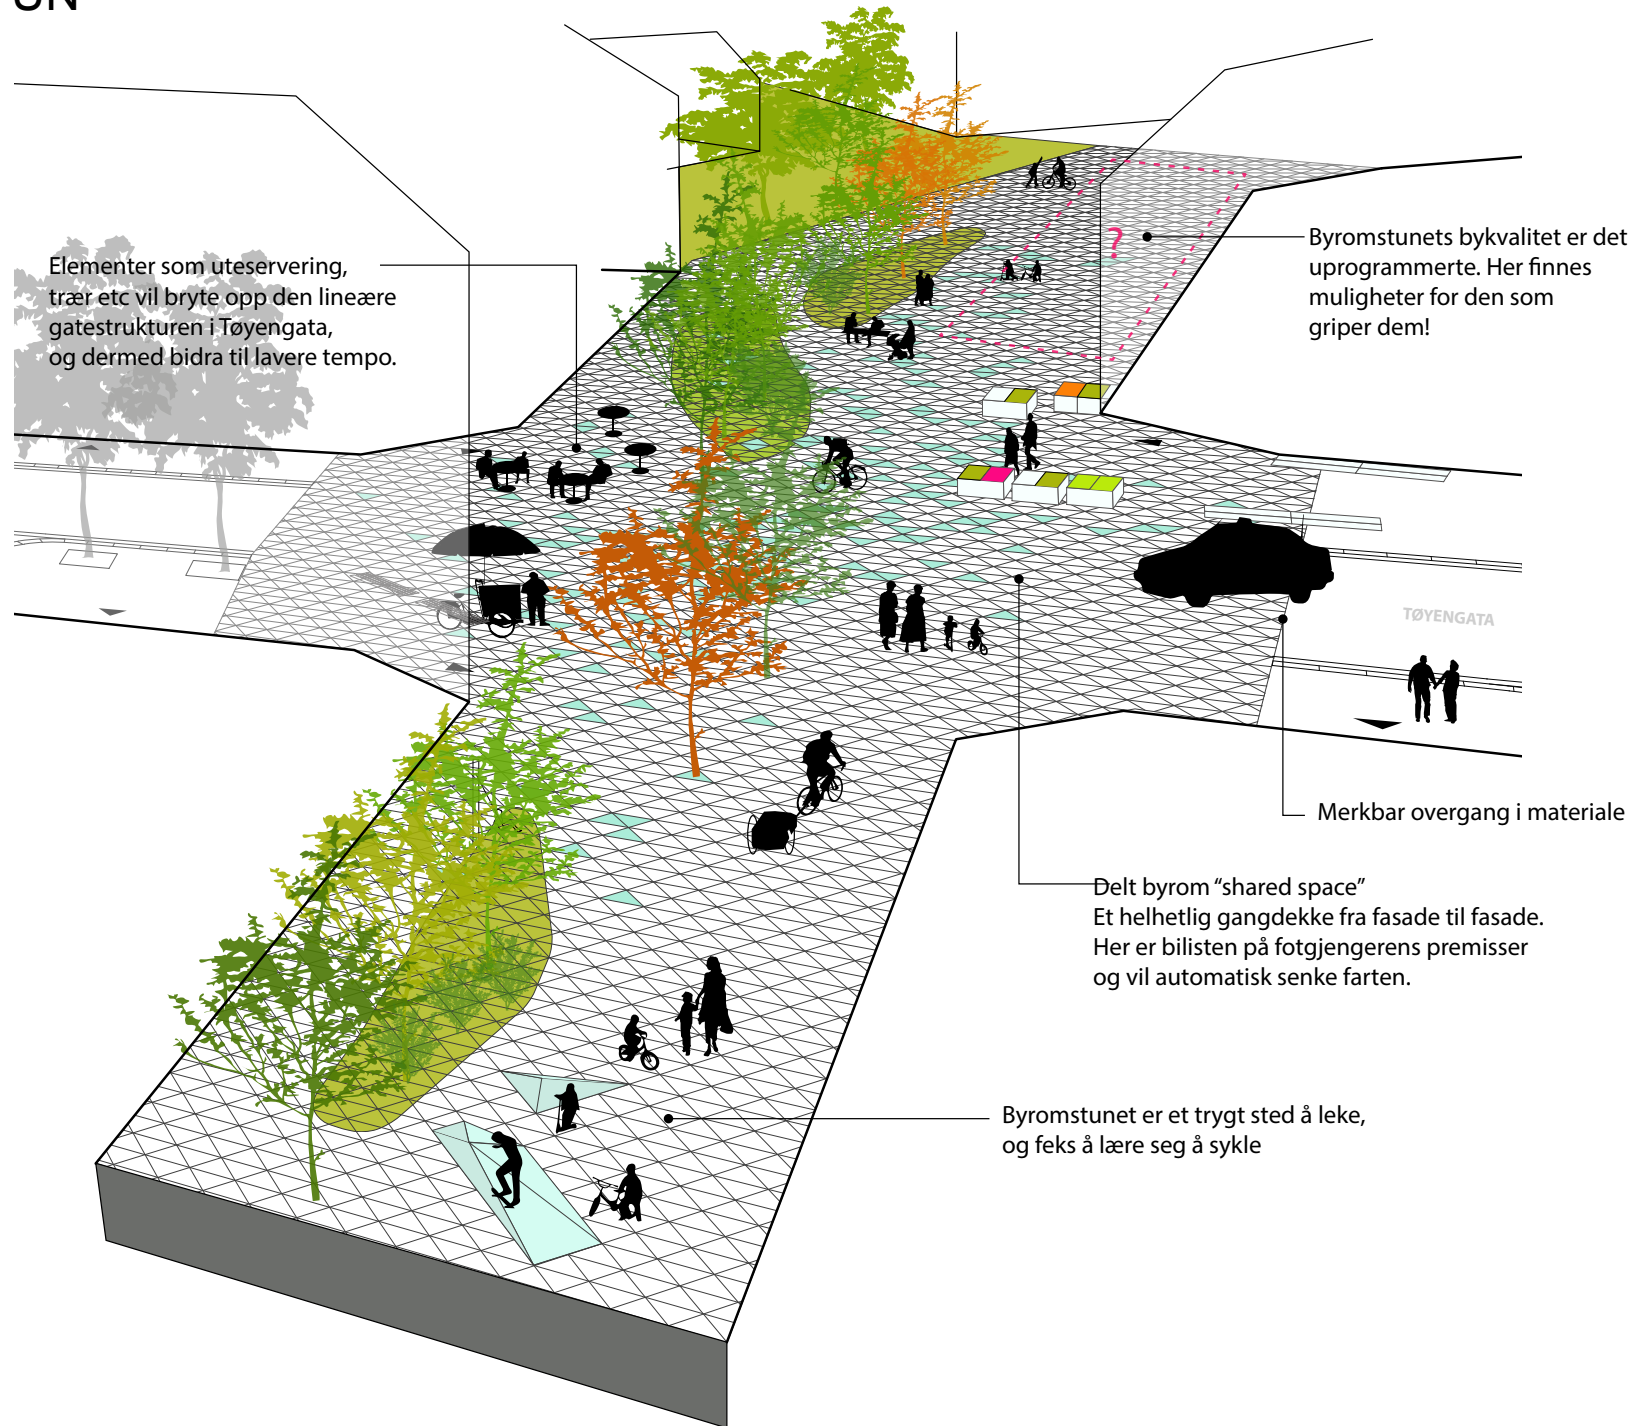 Elementer som uteservering,
trær etc vil bryte opp den lineære
gatestrukturen i Tøyengata,
og dermed bidra til lavere tempo.
?
Byromstunets bykvalitet er det
uprogrammerte. Her finnes
muligheter for den som
griper dem!
TØYENGATA
Merkbar overgang i materiale
Delt byrom “shared space”
Et helhetlig gangdekke fra fasade til fasade.
Her er bilisten på fotgjengerens premisser
og vil automatisk senke farten.
Byromstunet er et trygt sted å leke,
og feks å lære seg å sykle